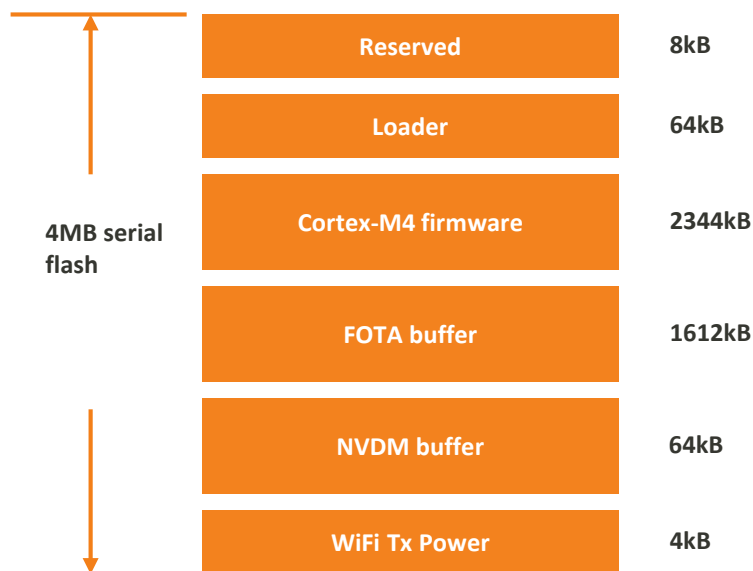 Reserved 8kB
Loader 64kB
Cortex-M4 firmware 2344kB
4MB serial
flash
FOTA buffer 1612kB
NVDM buffer 64kB
WiFi Tx Power 4kB